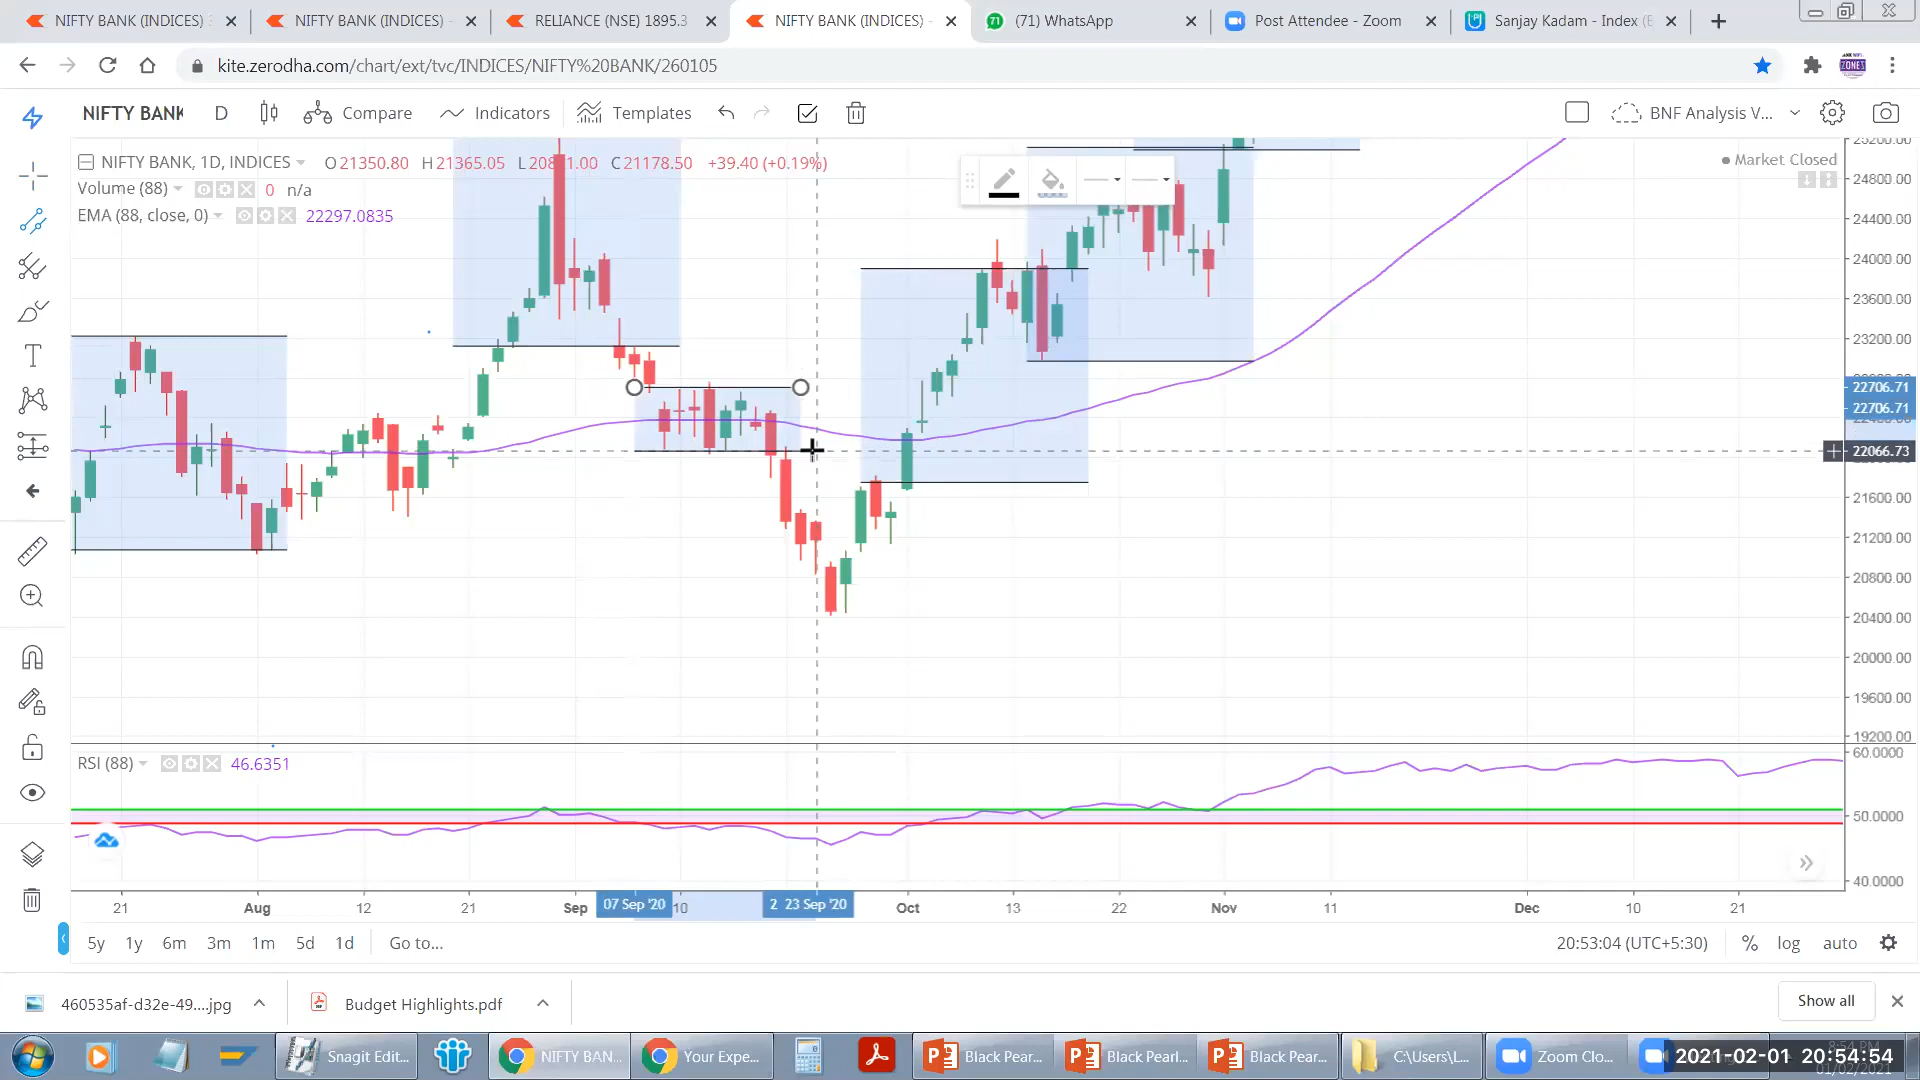 NIFTY BANK (INDICES)
NIFTY BANK (INDICES)
RELIANCE (NSE) 1895.3
NIFTY BANK (INDICES) -
(71) WhatsApp
Post Attendee - Zoom
Sanjay Kadam - Index (
kite.zerodha.com/chart/ext/tvc/INDICES/NIFTY%20BANK/260105
NIFTY BANK D Compare Indicators Templates BNF Analysis V...
NIFTY BANK, 1D, INDICES O21350.80 H21365.05 C21178.50 +39.40 (+0.19%)
Market Closed
Volume (88) 0 n/a
EMA (88, close, 0) 22297.0835
24800.00
24400.00
24000.00
23600.00
23200.00
22706.71
22706.71
22066.73
21600.00
21200.00
20800.00
20400.00
20000.00
19600.00
19200.00
RSI (88) 46.6351
60.0000
50.0000
40.0000
21 Aug 12 21 Sep 07 Sep '20 10 2 23 Sep '20 Oct 13 22 Nov 11 Dec 10 21
5y 1y 6m 3m 1m 5d 1d Go to... 20:53:04 (UTC+5:30) % log auto
460535af-d32e-49....jpg
Budget Highlights.pdf
Show all
Snagit Edit...
NIFTY BAN...
Your Expe...
Black Pear...
Black Pearl...
Black Pear...
C:\Users\L...
Zoom Clo...
2021-02-01 20:54:54